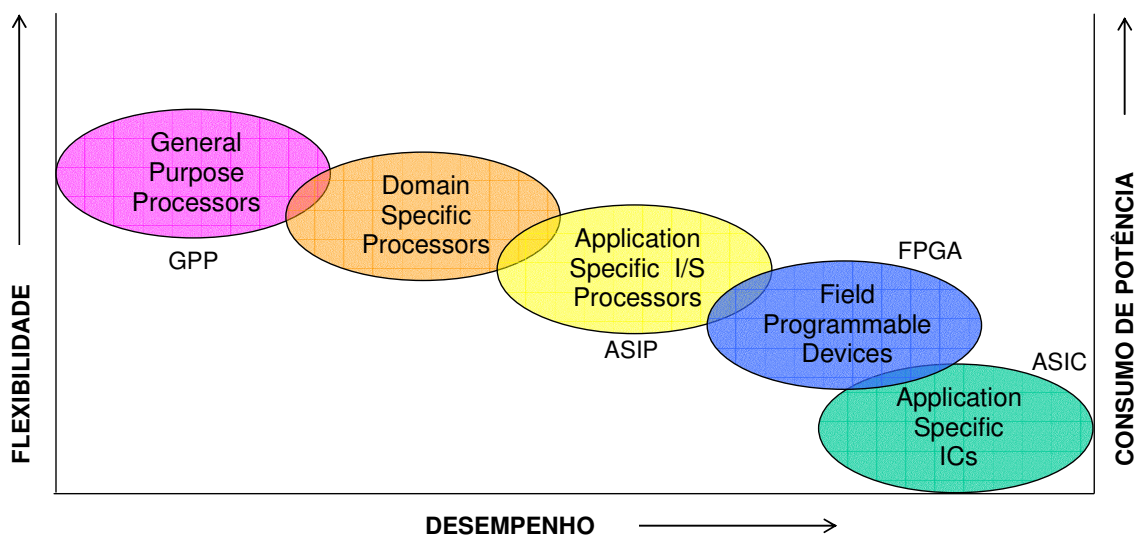 FLEXIBILIDADE
General
Purpose
Processors
GPP
Domain
Specific
Processors
Application
Specific I/S
Processors
ASIP
FPGA
Field
Programmable
Devices
ASIC
Application
Specific
ICs
CONSUMO DE POTÊNCIA
DESEMPENHO